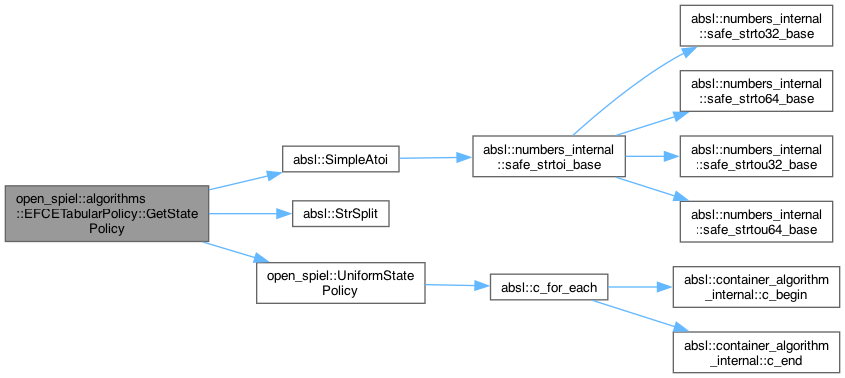 open_spiel::algorithms
::EFCETabularPolicy::GetState
Policy
absl::SimpleAtoi
absl::StrSplit
open_spiel::UniformState
Policy
absl::numbers_internal
::safe_strtoi_base
absl::c_for_each
absl::numbers_internal
::safe_strto32_base
absl::numbers_internal
::safe_strto64_base
absl::numbers_internal
::safe_strtou32_base
absl::numbers_internal
::safe_strtou64_base
absl::container_algorithm
_internal::c_begin
absl::container_algorithm
_internal::c_end